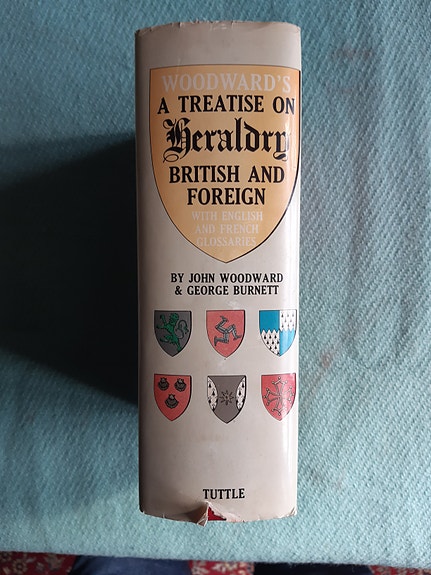 WOODWARD'S
A TREATISE ON
Heraldry
BRITISH AND
FOREIGN
WITH ENGLISH
AND FRENCH
GLOSSARIES
BY JOHN WOODWARD
& GEORGE BURNETT
TUTTLE